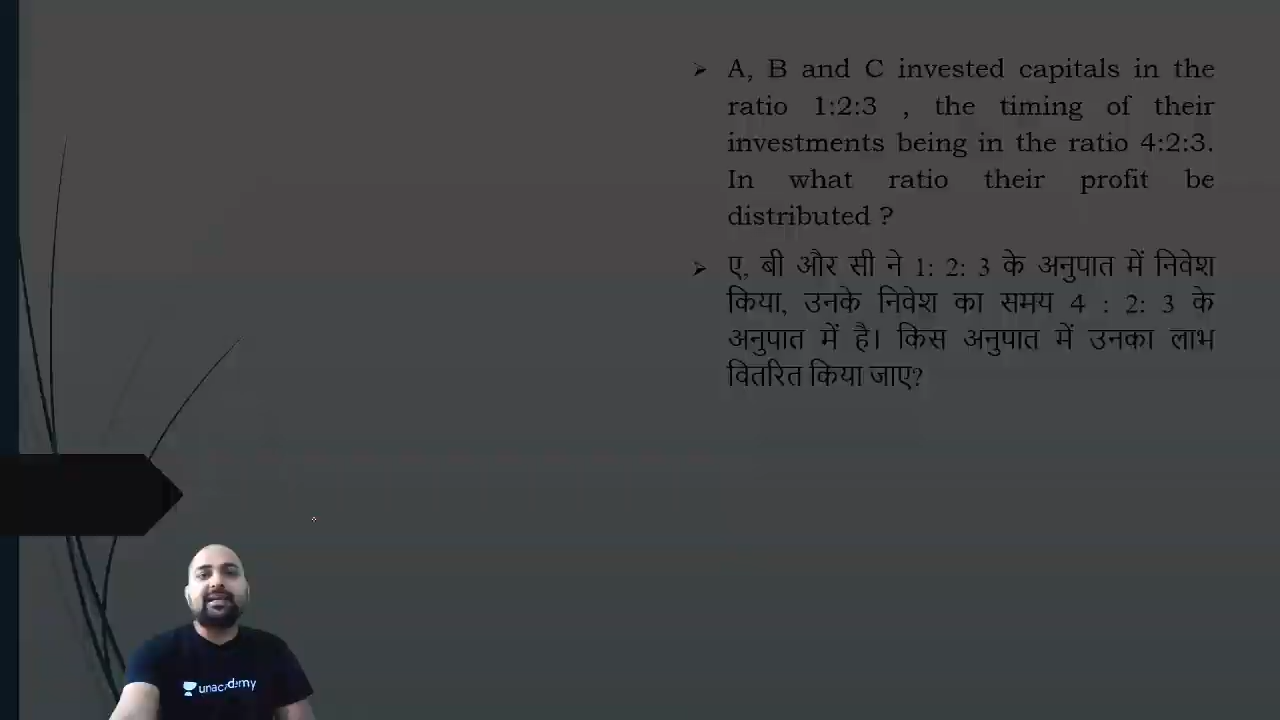 A, B and C invested capitals in the
ratio 1:2:3 , the timing of their
investments being in the ratio 4:2:3.
In what ratio their profit be
distributed ?
ए, बी और सी ने 1: 2: 3 के अनुपात में निवेश
किया, उनके निवेश का समय 4 : 2: 3 के
अनुपात में है। किस अनुपात में उनका लाभ
वितरित किया जाए?
unacademy